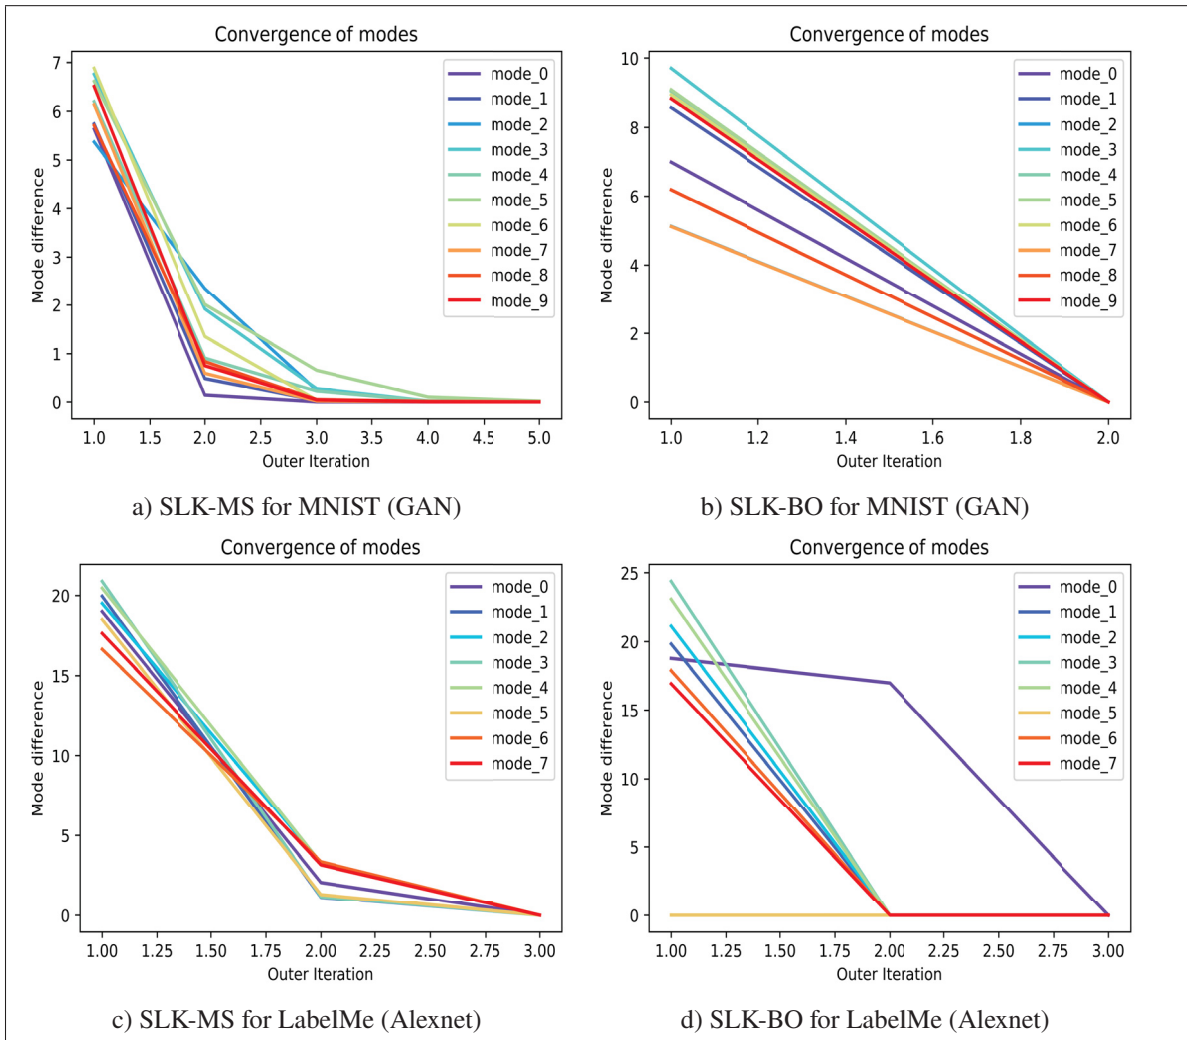 Convergence of modes
7
6
5
4
3
2
1
0
Mode difference
1.0 1.5 2.0 2.5 3.0 3.5 4.0 4.5 5.0
Outer Iteration
mode_0
mode_1
mode_2
mode_3
mode_4
mode_5
mode_6
mode_7
mode_8
mode_9
a) SLK-MS for MNIST (GAN)
Convergence of modes
10
8
6
4
2
0
Mode difference
1.0 1.2 1.4 1.6 1.8 2.0
Outer Iteration
mode_0
mode_1
mode_2
mode_3
mode_4
mode_5
mode_6
mode_7
mode_8
mode_9
b) SLK-BO for MNIST (GAN)
Convergence of modes
20
15
10
5
0
Mode difference
1.00 1.25 1.50 1.75 2.00 2.25 2.50 2.75 3.00
Outer Iteration
mode_0
mode_1
mode_2
mode_3
mode_4
mode_5
mode_6
mode_7
c) SLK-MS for LabelMe (Alexnet)
Convergence of modes
25
20
15
10
5
0
Mode difference
1.00 1.25 1.50 1.75 2.00 2.25 2.50 2.75 3.00
Outer Iteration
mode_0
mode_1
mode_2
mode_3
mode_4
mode_5
mode_6
mode_7
d) SLK-BO for LabelMe (Alexnet)